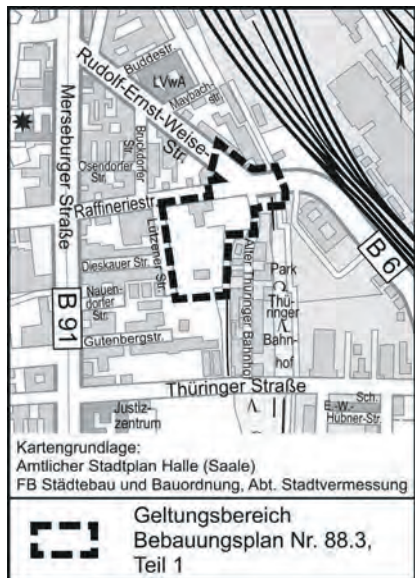 Buddestr.
Rudolf-Ernst-Weise-
Str.
LVwA
Maybach-
str.
Merseburger Straße
Bruckdorfer
Str.
Osendorfer
Str.
Raffineriestr.
Lützener Str.
Dieskauer Str.
Nauen-
dorfer
Str.
B 91
Gutenbergstr.
Alter Thüringer Bahnhof
Park
Thü-
ringer
Bahn-
hof
B 6
Thüringer Straße
Justiz-
zentrum
Sch.
E.-W.-
Hübner-Str.
Kartengrundlage:
Amtlicher Stadtplan Halle (Saale)
FB Städtebau und Bauordnung, Abt. Stadtvermessung
Geltungsbereich
Bebauungsplan Nr. 88.3,
Teil 1